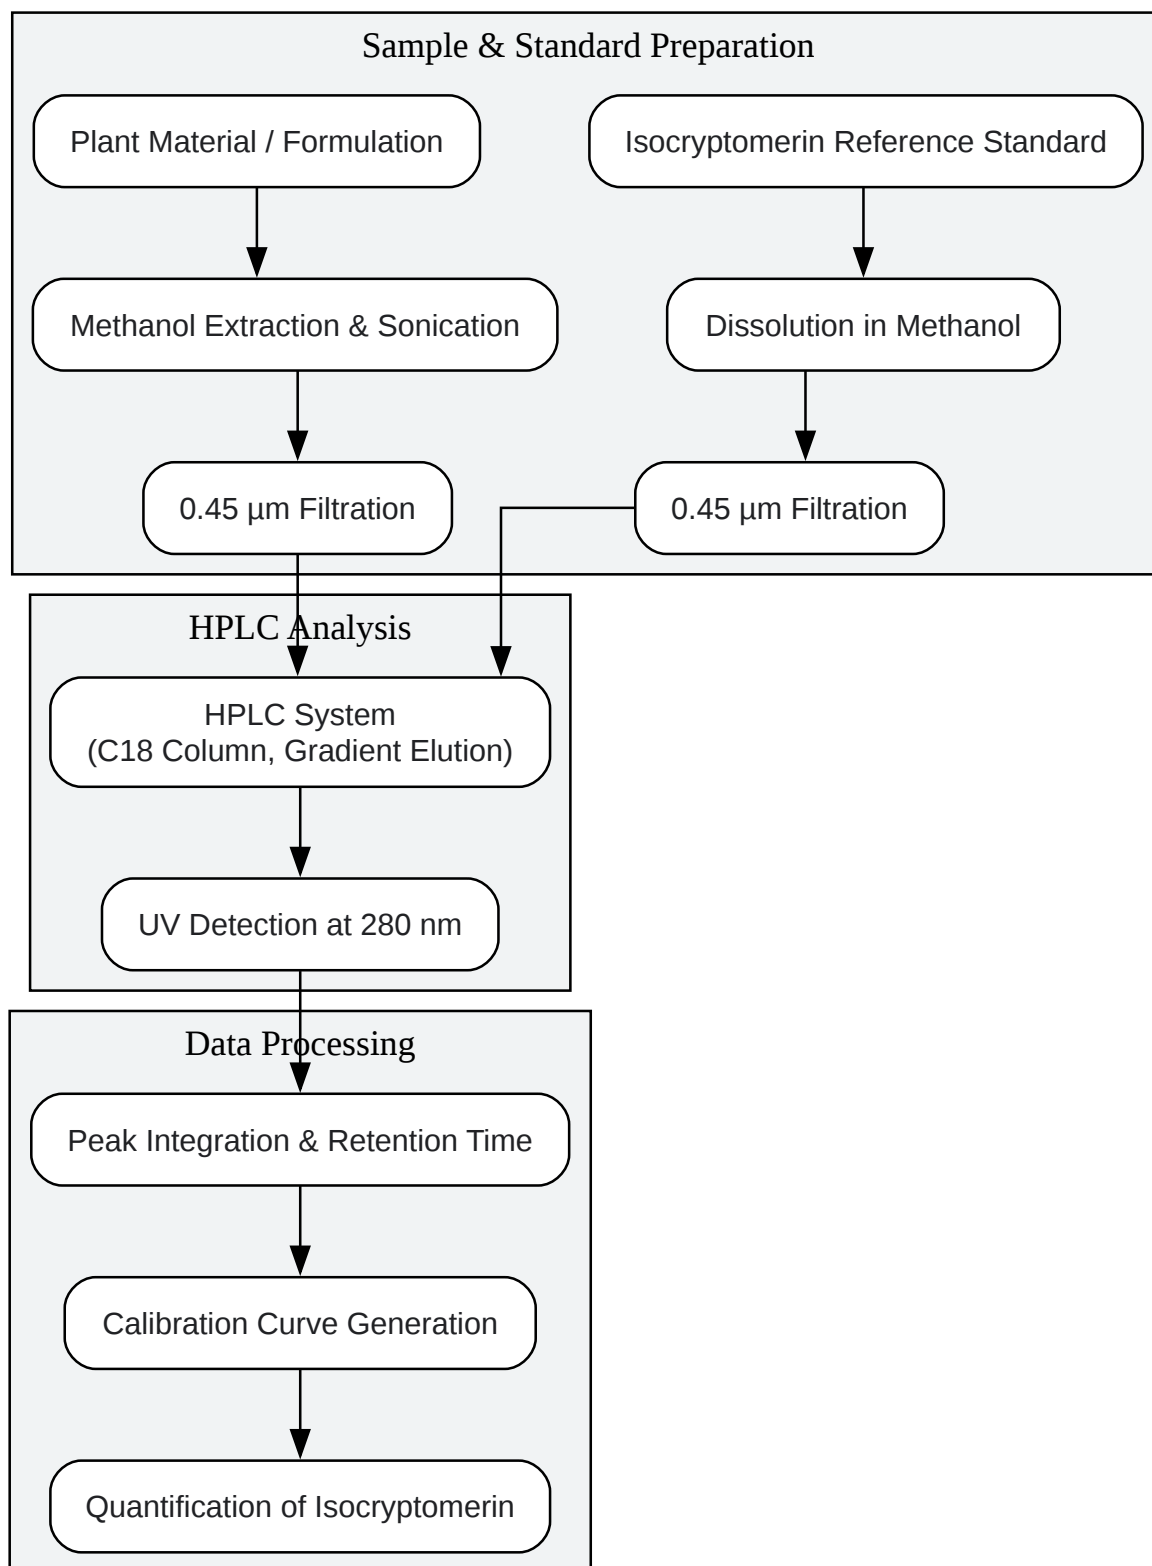 Sample & Standard Preparation
Plant Material / Formulation
Isocryptomerin Reference Standard
Methanol Extraction & Sonication
Dissolution in Methanol
0.45 µm Filtration
0.45 µm Filtration
HPLC Analysis
HPLC System
(C18 Column, Gradient Elution)
UV Detection at 280 nm
Data Processing
Peak Integration & Retention Time
Calibration Curve Generation
Quantification of Isocryptomerin